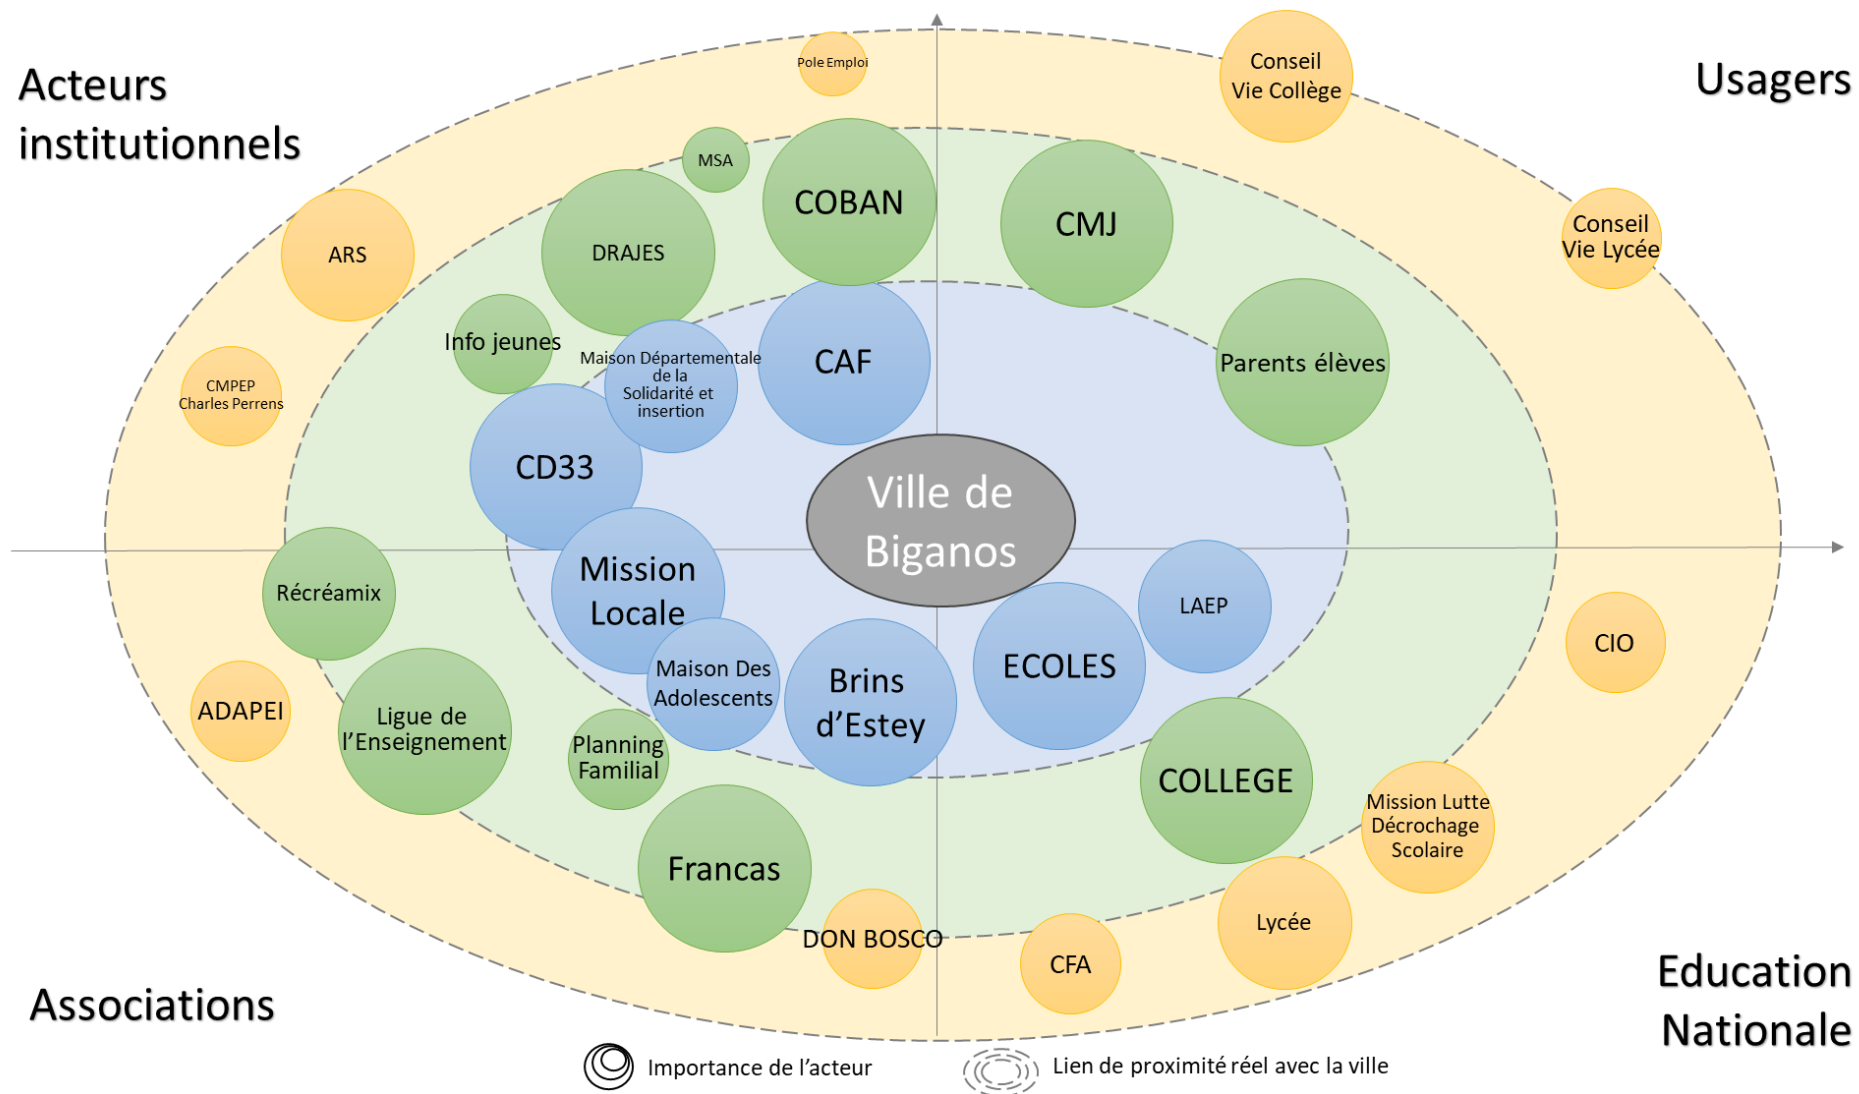 Acteurs
institutionnels
Usagers
Pole Emploi
Conseil
Vie Collège
MSA
COBAN
CMJ
DRAJES
ARS
Conseil
Vie Lycée
Info jeunes
Maison Départementale
de la
Solidarité et
insertion
CAF
Parents élèves
CMPEP
Charles Perrens
CD33
Ville de
Biganos
Mission
Locale
Récréamix
LAEP
CIO
ECOLES
Maison Des
Adolescents
Brins
d’Estey
ADAPEI
Ligue de
l’Enseignement
Planning
Familial
COLLEGE
Mission Lutte
Décrochage
Scolaire
Francas
DON BOSCO
Lycée
CFA
Associations
Education
Nationale
Importance de l’acteur
Lien de proximité réel avec la ville